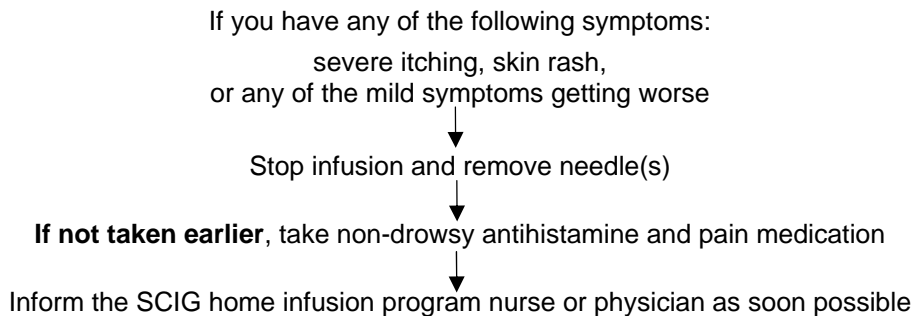 If you have any of the following symptoms:
severe itching, skin rash,
or any of the mild symptoms getting worse
Stop infusion and remove needle(s)
If not taken earlier, take non-drowsy antihistamine and pain medication
Inform the SCIG home infusion program nurse or physician as soon possible